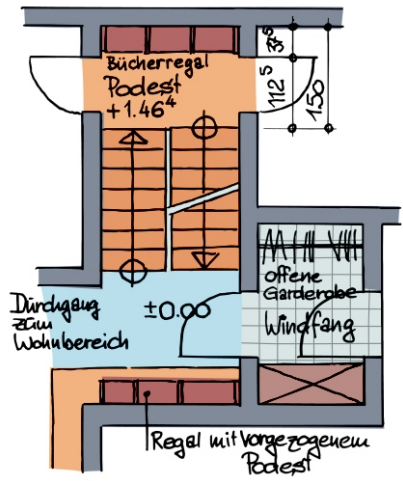 Bücherregal
Podest
+1.46⁴
37⁵
112⁵
150
offene
Garderobe
Windfang
Durchgang
zum
Wohnbereich
±0.00
Regal mit vorgezogenem
Podest